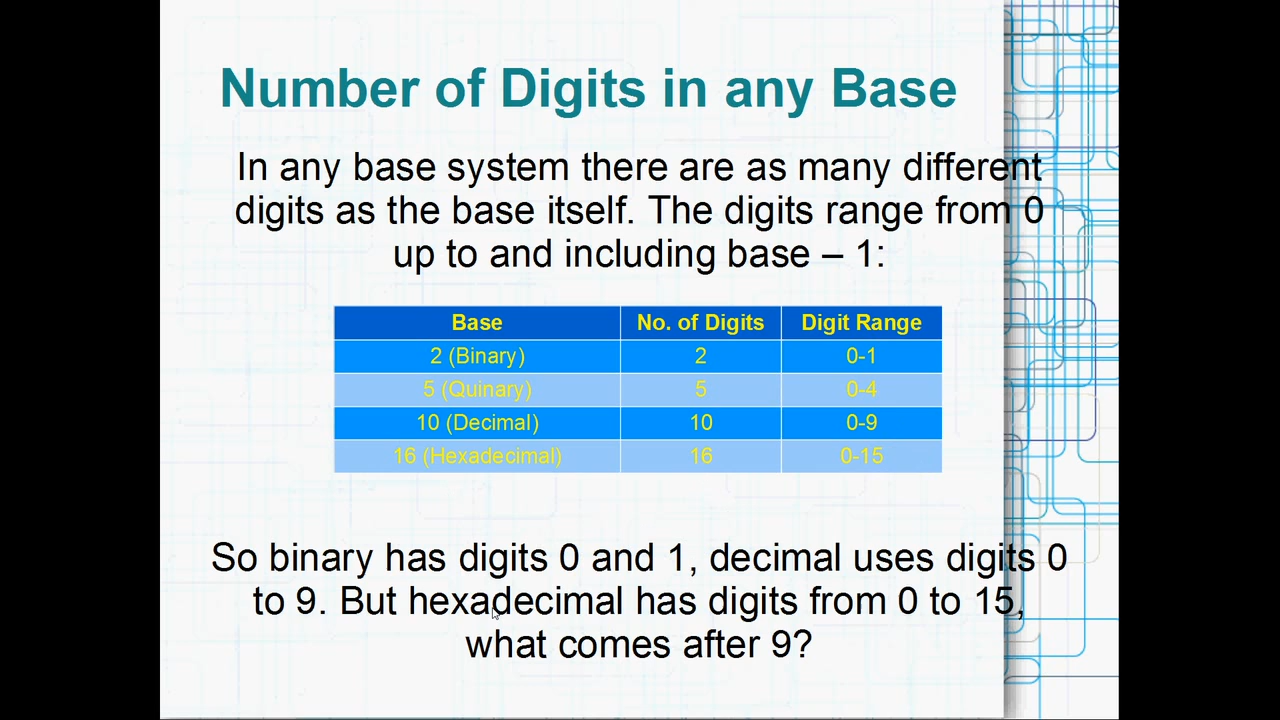 Number of Digits in any Base
In any base system there are as many different
digits as the base itself. The digits range from 0
up to and including base – 1:
Base No. of Digits Digit Range
2 (Binary) 2 0-1
5 (Quinary) 5 0-4
10 (Decimal) 10 0-9
16 (Hexadecimal) 16 0-15
So binary has digits 0 and 1, decimal uses digits 0
to 9. But hexadecimal has digits from 0 to 15,
what comes after 9?